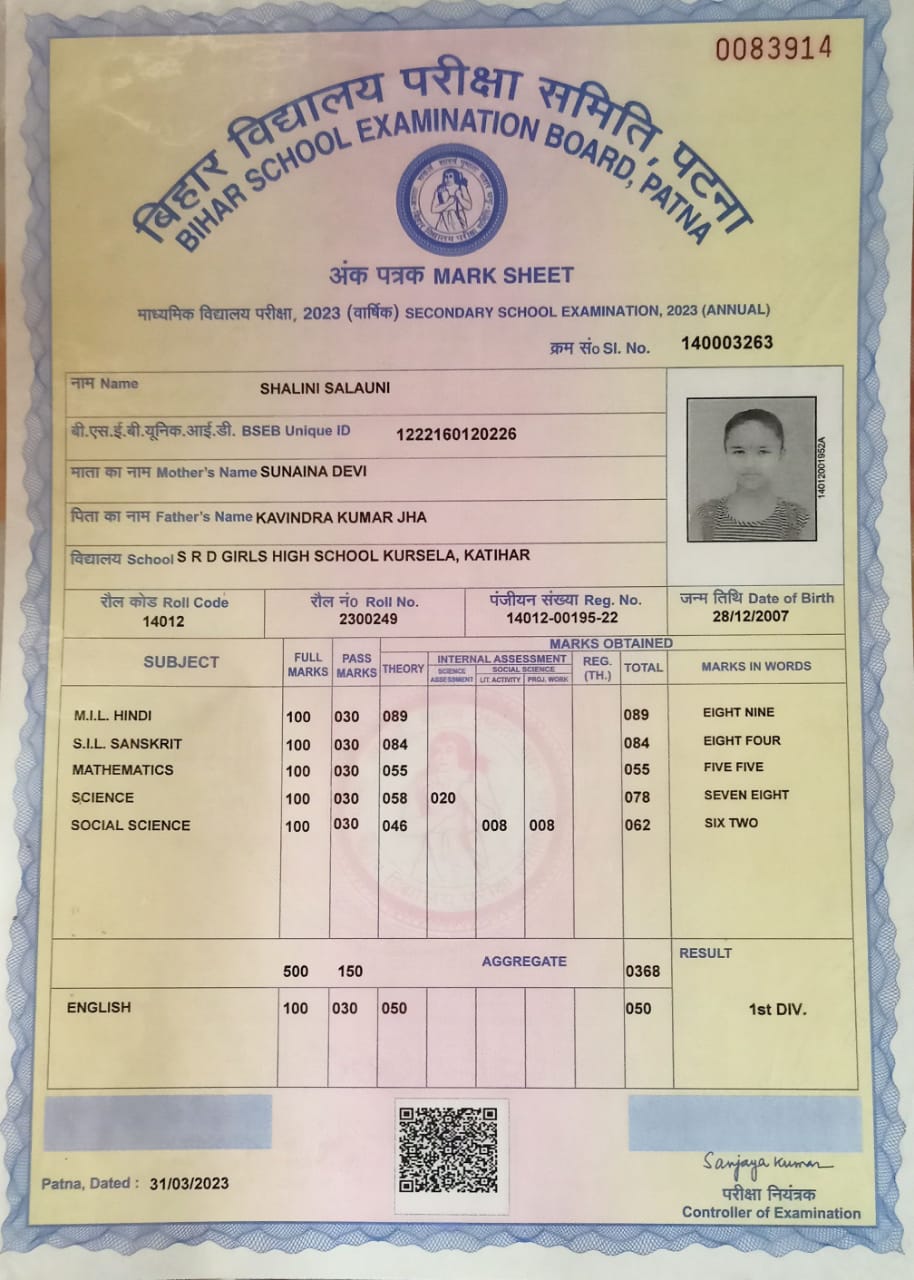 0083914
बिहार विद्यालय परीक्षा समिति, पटना
BIHAR SCHOOL EXAMINATION BOARD, PATNA
अंक पत्रक MARK SHEET
माध्यमिक विद्यालय परीक्षा, 2023 (वार्षिक) SECONDARY SCHOOL EXAMINATION, 2023 (ANNUAL)
क्रम सं० Sl. No. 140003263
नाम Name SHALINI SALAUNI
बी.एस.ई.बी.यूनिक.आई.डी. BSEB Unique ID 1222160120226
माता का नाम Mother's Name SUNAINA DEVI
पिता का नाम Father's Name KAVINDRA KUMAR JHA
विद्यालय School S R D GIRLS HIGH SCHOOL KURSELA, KATIHAR
14012001952A
रौल कोड Roll Code रौल नं० Roll No. पंजीयन संख्या Reg. No. जन्म तिथि Date of Birth
14012 2300249 14012-00195-22 28/12/2007
MARKS OBTAINED
SUBJECT FULL MARKS PASS MARKS THEORY INTERNAL ASSESSMENT REG. (TH.) TOTAL MARKS IN WORDS
SCIENCE ASSESSMENT SOCIAL SCIENCE
LIT. ACTIVITY PROJ. WORK
M.I.L. HINDI 100 030 089 089 EIGHT NINE
S.I.L. SANSKRIT 100 030 084 084 EIGHT FOUR
MATHEMATICS 100 030 055 055 FIVE FIVE
SCIENCE 100 030 058 020 078 SEVEN EIGHT
SOCIAL SCIENCE 100 030 046 008 008 062 SIX TWO
500 150 AGGREGATE 0368 RESULT
ENGLISH 100 030 050 050 1st DIV.
Patna, Dated : 31/03/2023
Sanjaya Kumar
परीक्षा नियंत्रक
Controller of Examination